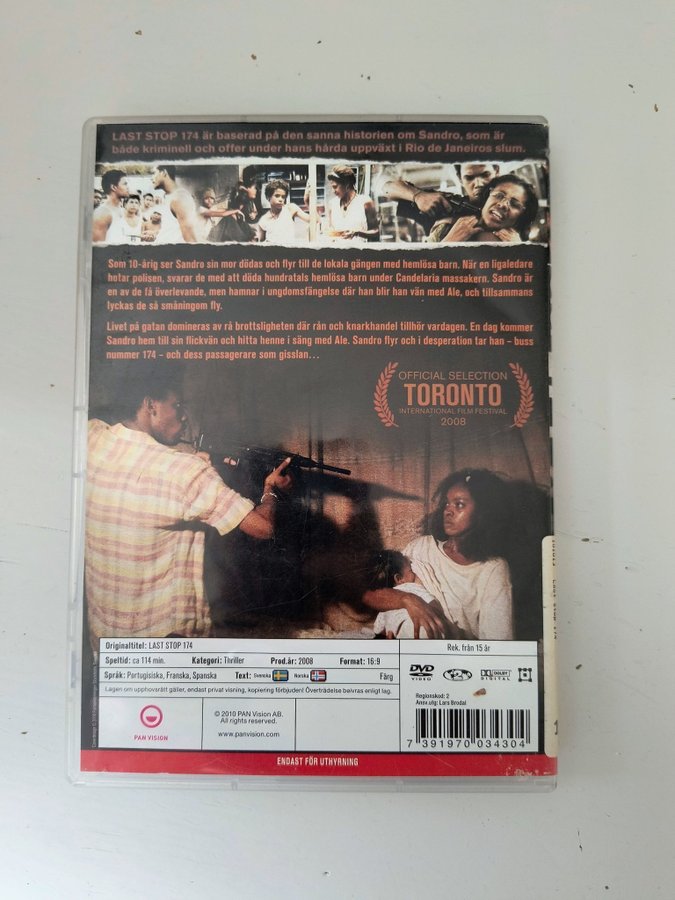 LAST STOP 174 är baserad på den sanna historien om Sandro, som är
både kriminell och offer under hans hårda uppväxt i Rio de Janeiros slum.
Som 10-årig ser Sandro sin mor dödas och flyr till de lokala gängen med hemlösa barn. När en ligaledare
hotar polisen, svarar de med att döda hundratals hemlösa barn under Candelaria massakern. Sandro är
en av de få överlevande, men hamnar i ungdomsfängelse där han blir han vän med Ale, och tillsammans
lyckas de så småningom fly.
Livet på gatan domineras av rå brottsligheten där rån och knarkhandel tillhör vardagen. En dag kommer
Sandro hem till sin flickvän och hitta henne i säng med Ale. Sandro flyr och i desperation tar han – buss
nummer 174 – och dess passagerare som gisslan…
OFFICIAL SELECTION
TORONTO
INTERNATIONAL FILM FESTIVAL
2008
Originaltitel: LAST STOP 174
Rek. från 15 år
Speltid: ca 114 min. Kategori: Thriller Prod.år: 2008 Format: 16:9
Språk: Portugisiska, Franska, Spanska Text: Svenska Norska Färg
Lagen om upphovsrätt gäller, endast privat visning, kopiering förbjuden! Överträdelse beivras enligt lag.
DVD
VIDEO
2
DOLBY
DIGITAL
Regionskod: 2
Ansv.utg: Lars Brodal
PAN VISION
© 2010 PAN Vision AB.
All rights reserved.
www.panvision.com
7 391970 034304
ENDAST FÖR UTHYRNING